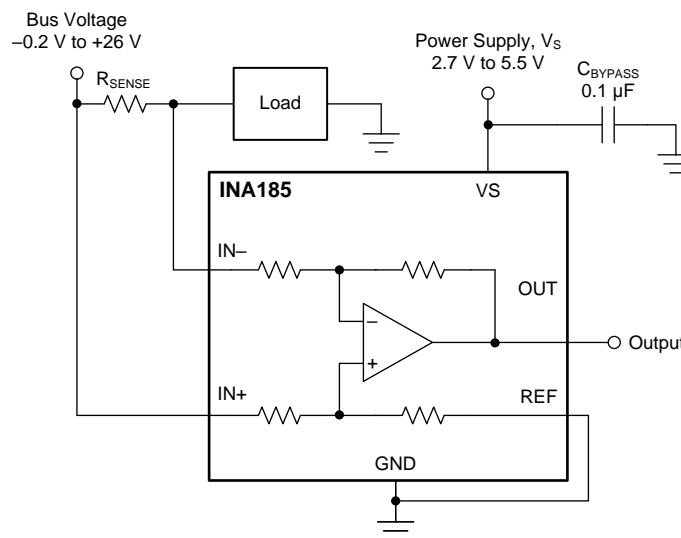 Bus Voltage
–0.2 V to +26 V
RSENSE
Load
Power Supply, VS
2.7 V to 5.5 V
CBYPASS
0.1 µF
INA185
VS
IN–
OUT
–
+
Output
IN+
REF
GND